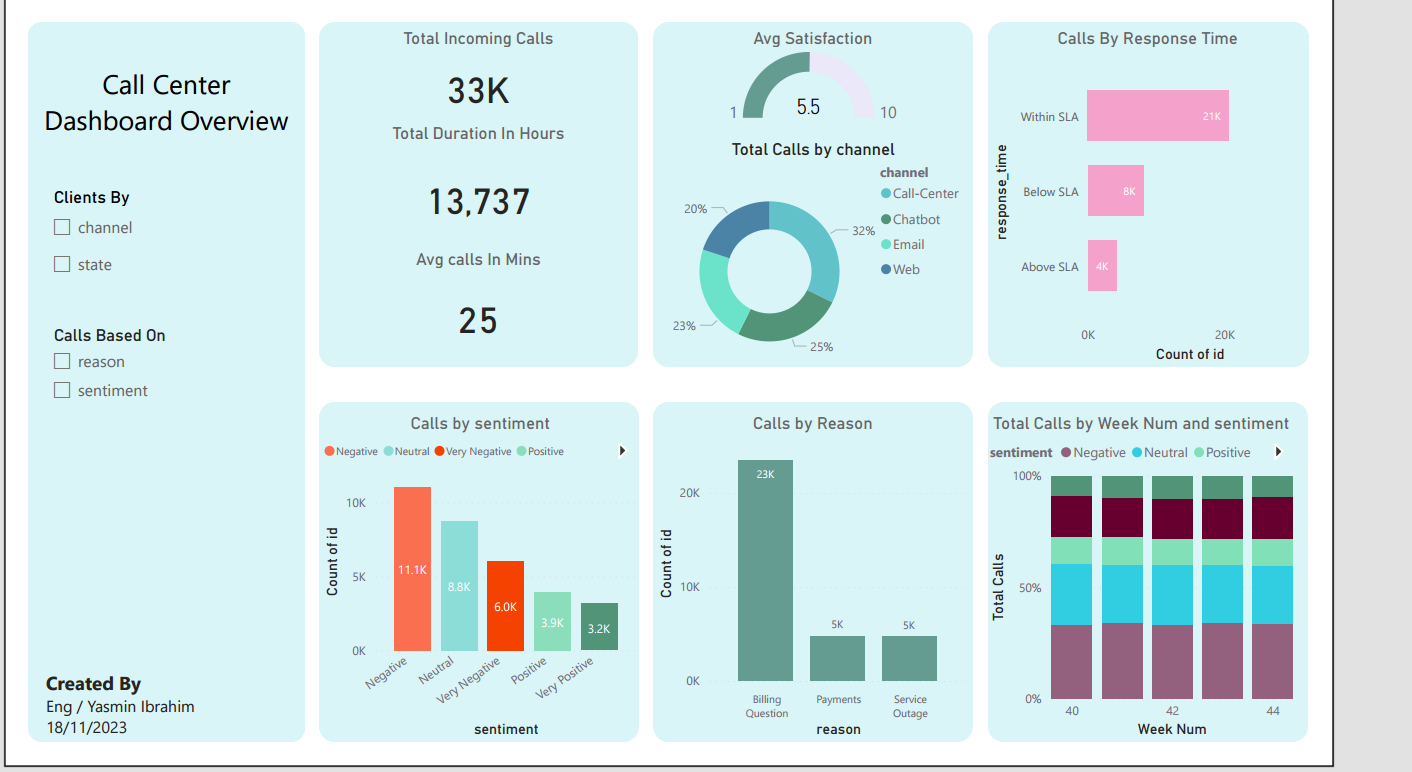 Call Center
Dashboard Overview
Clients By
channel
state
Calls Based On
reason
sentiment
Created By
Eng / Yasmin Ibrahim
18/11/2023
Total Incoming Calls
33K
Total Duration In Hours
13,737
Avg calls In Mins
25
Avg Satisfaction
1
5.5
10
Total Calls by channel
channel
Call-Center
Chatbot
Email
Web
20%
32%
23%
25%
Calls By Response Time
response_time
Within SLA
21K
Below SLA
8K
Above SLA
4K
0K
20K
Count of id
Calls by sentiment
Negative
Neutral
Very Negative
Positive
Count of id
10K
5K
0K
11.1K
8.8K
6.0K
3.9K
3.2K
Negative
Neutral
Very Negative
Positive
Very Positive
sentiment
Calls by Reason
Count of id
20K
10K
0K
23K
5K
5K
Billing
Question
Payments
Service
Outage
reason
Total Calls by Week Num and sentiment
sentiment
Negative
Neutral
Positive
Total Calls
100%
50%
0%
40
42
44
Week Num